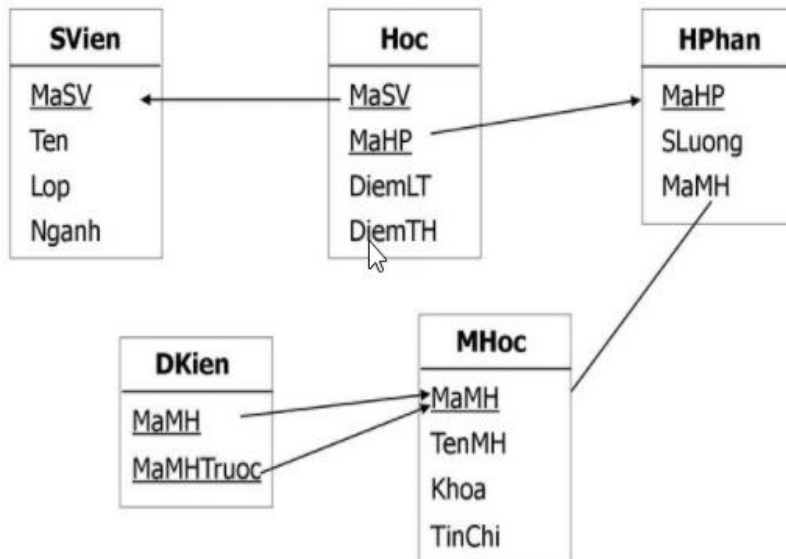 SVien
MaSV
Ten
Lop
Nganh
Hoc
MaSV
MaHP
DiemLT
DiemTH
HPhan
MaHP
SLuong
MaMH
DKien
MaMH
MaMHTruoc
MHoc
MaMH
TenMH
Khoa
TinChi